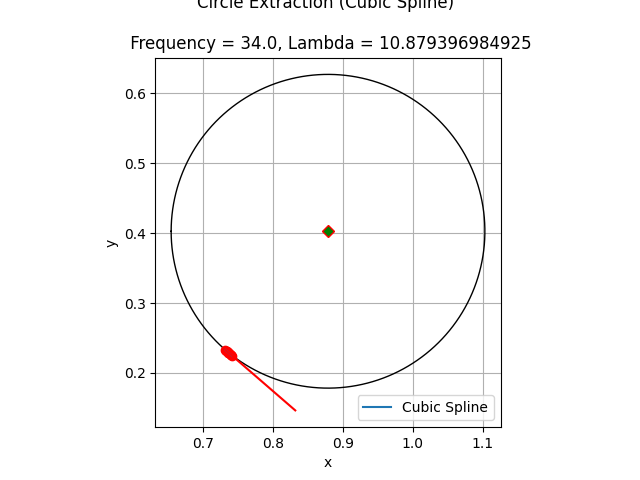 Circle Extraction (Cubic Spline)
Frequency = 34.0, Lambda = 10.879396984925
0.6
0.5
0.4
0.3
0.2
y
0.7 0.8 0.9 1.0 1.1
x
Cubic Spline